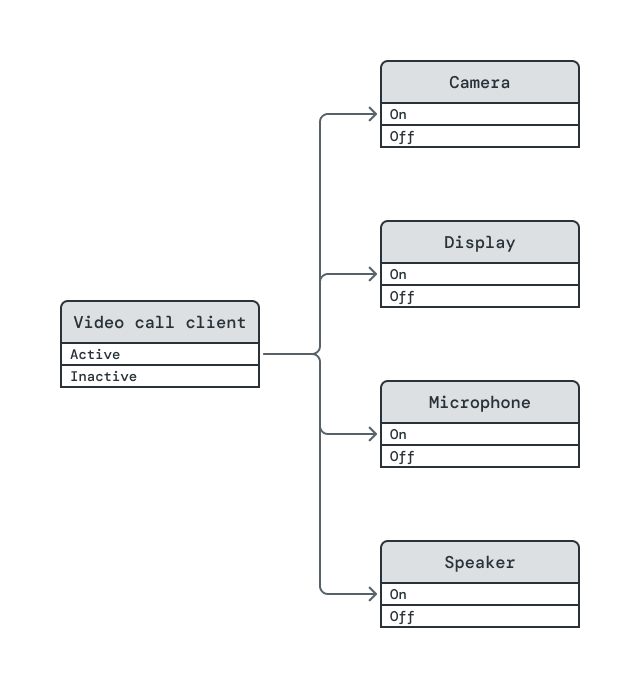 Camera
On
Off
Display
On
Off
Video call client
Active
Inactive
Microphone
On
Off
Speaker
On
Off